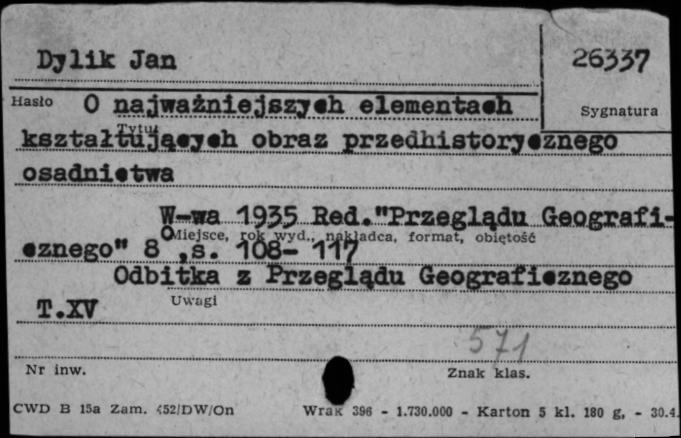 Dylik Jan
26337
Hasło O najważniejszych elementach
Sygnatura
Tytuł
kształtujących obraz przedhistorycznego
osadnictwa
W-wa 1935 Red."Przeglądu Geografi-
Miejsce, rok wyd., nakładca, format, obiętość
cznego" 8°,s. 108- 117
Odbitka z Przeglądu Geograficznego
Uwagi
T.XV
571
Nr inw.
Znak klas.
CWD B 15a Zam. 452/DW/On Wrak 396 - 1.730.000 - Karton 5 kl. 180 g, - 30.4.